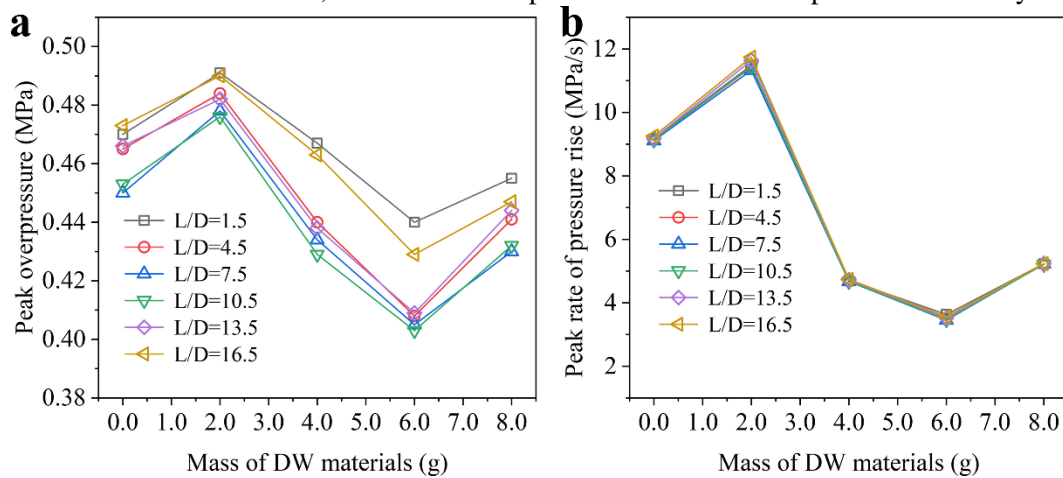 a
Peak overpressure (MPa)
0.50
0.48
0.46
0.44
0.42
0.40
0.38
L/D=1.5
L/D=4.5
L/D=7.5
L/D=10.5
L/D=13.5
L/D=16.5
0.0 1.0 2.0 3.0 4.0 5.0 6.0 7.0 8.0
Mass of DW materials (g)
b
Peak rate of pressure rise (MPa/s)
12
10
8
6
4
2
L/D=1.5
L/D=4.5
L/D=7.5
L/D=10.5
L/D=13.5
L/D=16.5
0.0 1.0 2.0 3.0 4.0 5.0 6.0 7.0 8.0
Mass of DW materials (g)